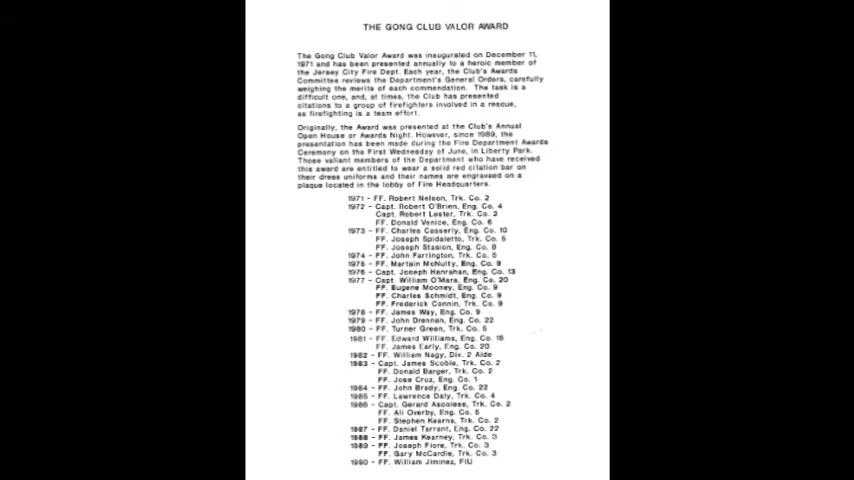 THE GONG CLUB VALOR AWARD
The Gong Club Valor Award was inaugurated on December 11,
1971 and has been presented annually to a heroic member of
the Jersey City Fire Dept. Each year, the Club's Awards
Committee reviews the Department's General Orders, carefully
weighing the merits of each commendation. The task is a
difficult one, and, at times, the Club has presented
citations to a group of firefighters involved in a rescue,
as firefighting is a team effort.
Originally, the Award was presented at the Club's Annual
Open House or Awards Night. However, since 1989, the
presentation has been made during the Fire Department Awards
Ceremony on the First Wednesday of June, in Liberty Park.
Those valiant members of the Department who have received
this award are entitled to wear a solid red citation bar on
their dress uniforms and their names are engravaed on a
plaque located in the lobby of Fire Headquarters.
1971 - FF. Robert Nelson, Trk. Co. 2
1972 - Capt. Robert O'Brien, Eng. Co. 4
Capt. Robert Lester, Trk. Co. 2
FF. Donald Venice, Eng. Co. 6
1973 - FF. Charles Casserly, Eng. Co. 10
FF. Joseph Spidaletto, Trk. Co. 5
FF. Joseph Stasion, Eng. Co. 8
1974 - FF. John Farrington, Trk. Co. 5
1975 - FF. Martain McNulty, Eng. Co. 9
1976 - Capt. Joseph Hanrahan, Eng. Co. 13
1977 - Capt. William O'Mara, Eng. Co. 20
FF. Eugene Mooney, Eng. Co. 9
FF. Charles Schmidt, Eng. Co. 9
FF. Frederick Connin, Trk. Co. 9
1978 - FF. James Way, Eng. Co. 9
1979 - FF. John Drennan, Eng. Co. 22
1980 - FF. Turner Green, Trk. Co. 5
1981 - FF. Edward Williams, Eng. Co. 15
FF. James Early, Eng. Co. 20
1982 - FF. William Nagy, Div. 2 Aide
1983 - Capt. James Scoble, Trk. Co. 2
FF. Donald Barger, Trk. Co. 2
FF. Jose Cruz, Eng. Co. 1
1984 - FF. John Brady, Eng. Co. 22
1985 - FF. Lawrence Daly, Trk. Co. 4
1986 - Capt. Gerard Ascolese, Trk. Co. 2
FF. Ali Overby, Eng. Co. 5
FF. Stephen Kearns, Trk. Co. 2
1987 - FF. Daniel Tarrant, Eng. Co. 22
1988 - FF. James Kearney, Trk. Co. 3
1989 - FF. Joseph Fiore, Trk. Co. 3
FF. Gary McCardle, Trk. Co. 3
1990 - FF. William Jiminez, FIU